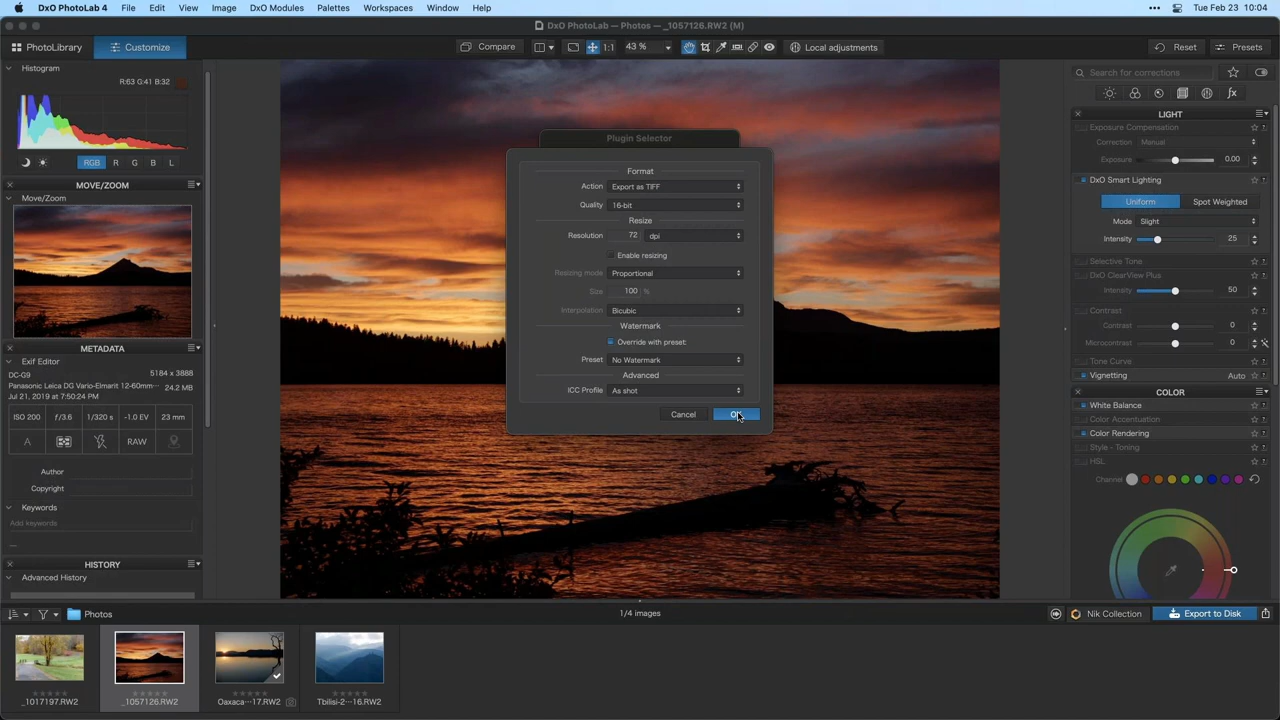 DxO PhotoLab 4 File Edit View Image DxO Modules Palettes Workspaces Window Help Tue Feb 23 10:04
DxO PhotoLab — Photos — _1057126.RW2 (M)
PhotoLibrary Customize Compare 1:1 43 % Local adjustments Reset Presets
Histogram
R:63 G:41 B:32
RGB R G B L
MOVE/ZOOM
Move/Zoom
METADATA
Exif Editor
DC-G9 5184 x 3888
Panasonic Leica DG Vario-Elmarit 12-60mm··· 24.2 MB
Jul 21, 2019 at 7:50:24 PM
ISO 200 f/3.6 1/320 s -1.0 EV 23 mm
A RAW
Author
Copyright
Keywords
Add keywords
HISTORY
Advanced History
Plugin Selector
Format
Action Export as TIFF
Quality 16-bit
Resize
Resolution 72 dpi
Enable resizing
Resizing mode Proportional
Size 100 %
Interpolation Bicubic
Watermark
Override with preset:
Preset No Watermark
Advanced
ICC Profile As shot
Cancel
Search for corrections
fx
LIGHT
Exposure Compensation
Correction Manual
Exposure 0.00
DxO Smart Lighting
Uniform Spot Weighted
Mode Slight
Intensity 25
Selective Tone
DxO ClearView Plus
Intensity 50
Contrast
Contrast 0
Microcontrast 0
Tone Curve
Vignetting Auto
COLOR
White Balance
Color Accentuation
Color Rendering
Style - Toning
HSL
Channel
Photos 1/4 images Nik Collection Export to Disk
_1017197.RW2 _1057126.RW2 Oaxaca···17.RW2 Tbilisi-2···16.RW2